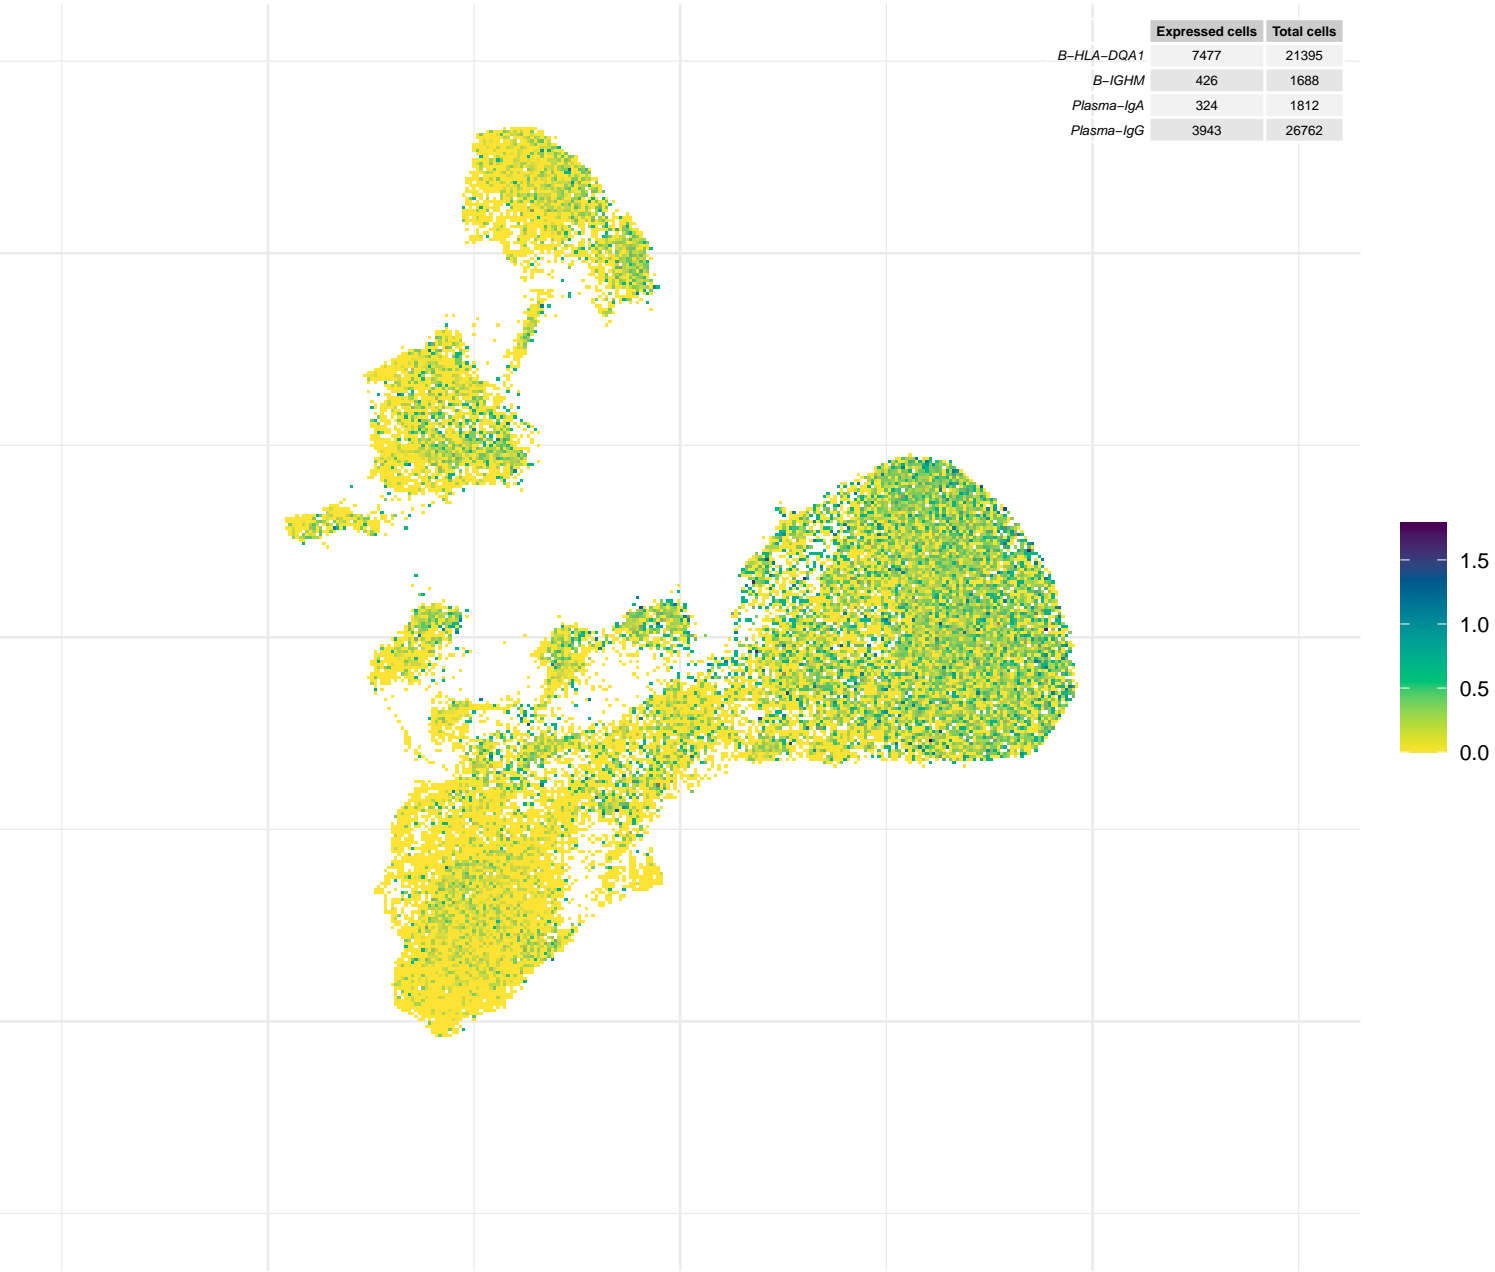 Expressed cells Total cells
B−HLA−DQA1 7477 21395
B−IGHM 426 1688
Plasma−IgA 324 1812
Plasma−IgG 3943 26762
1.5
1.0
0.5
0.0